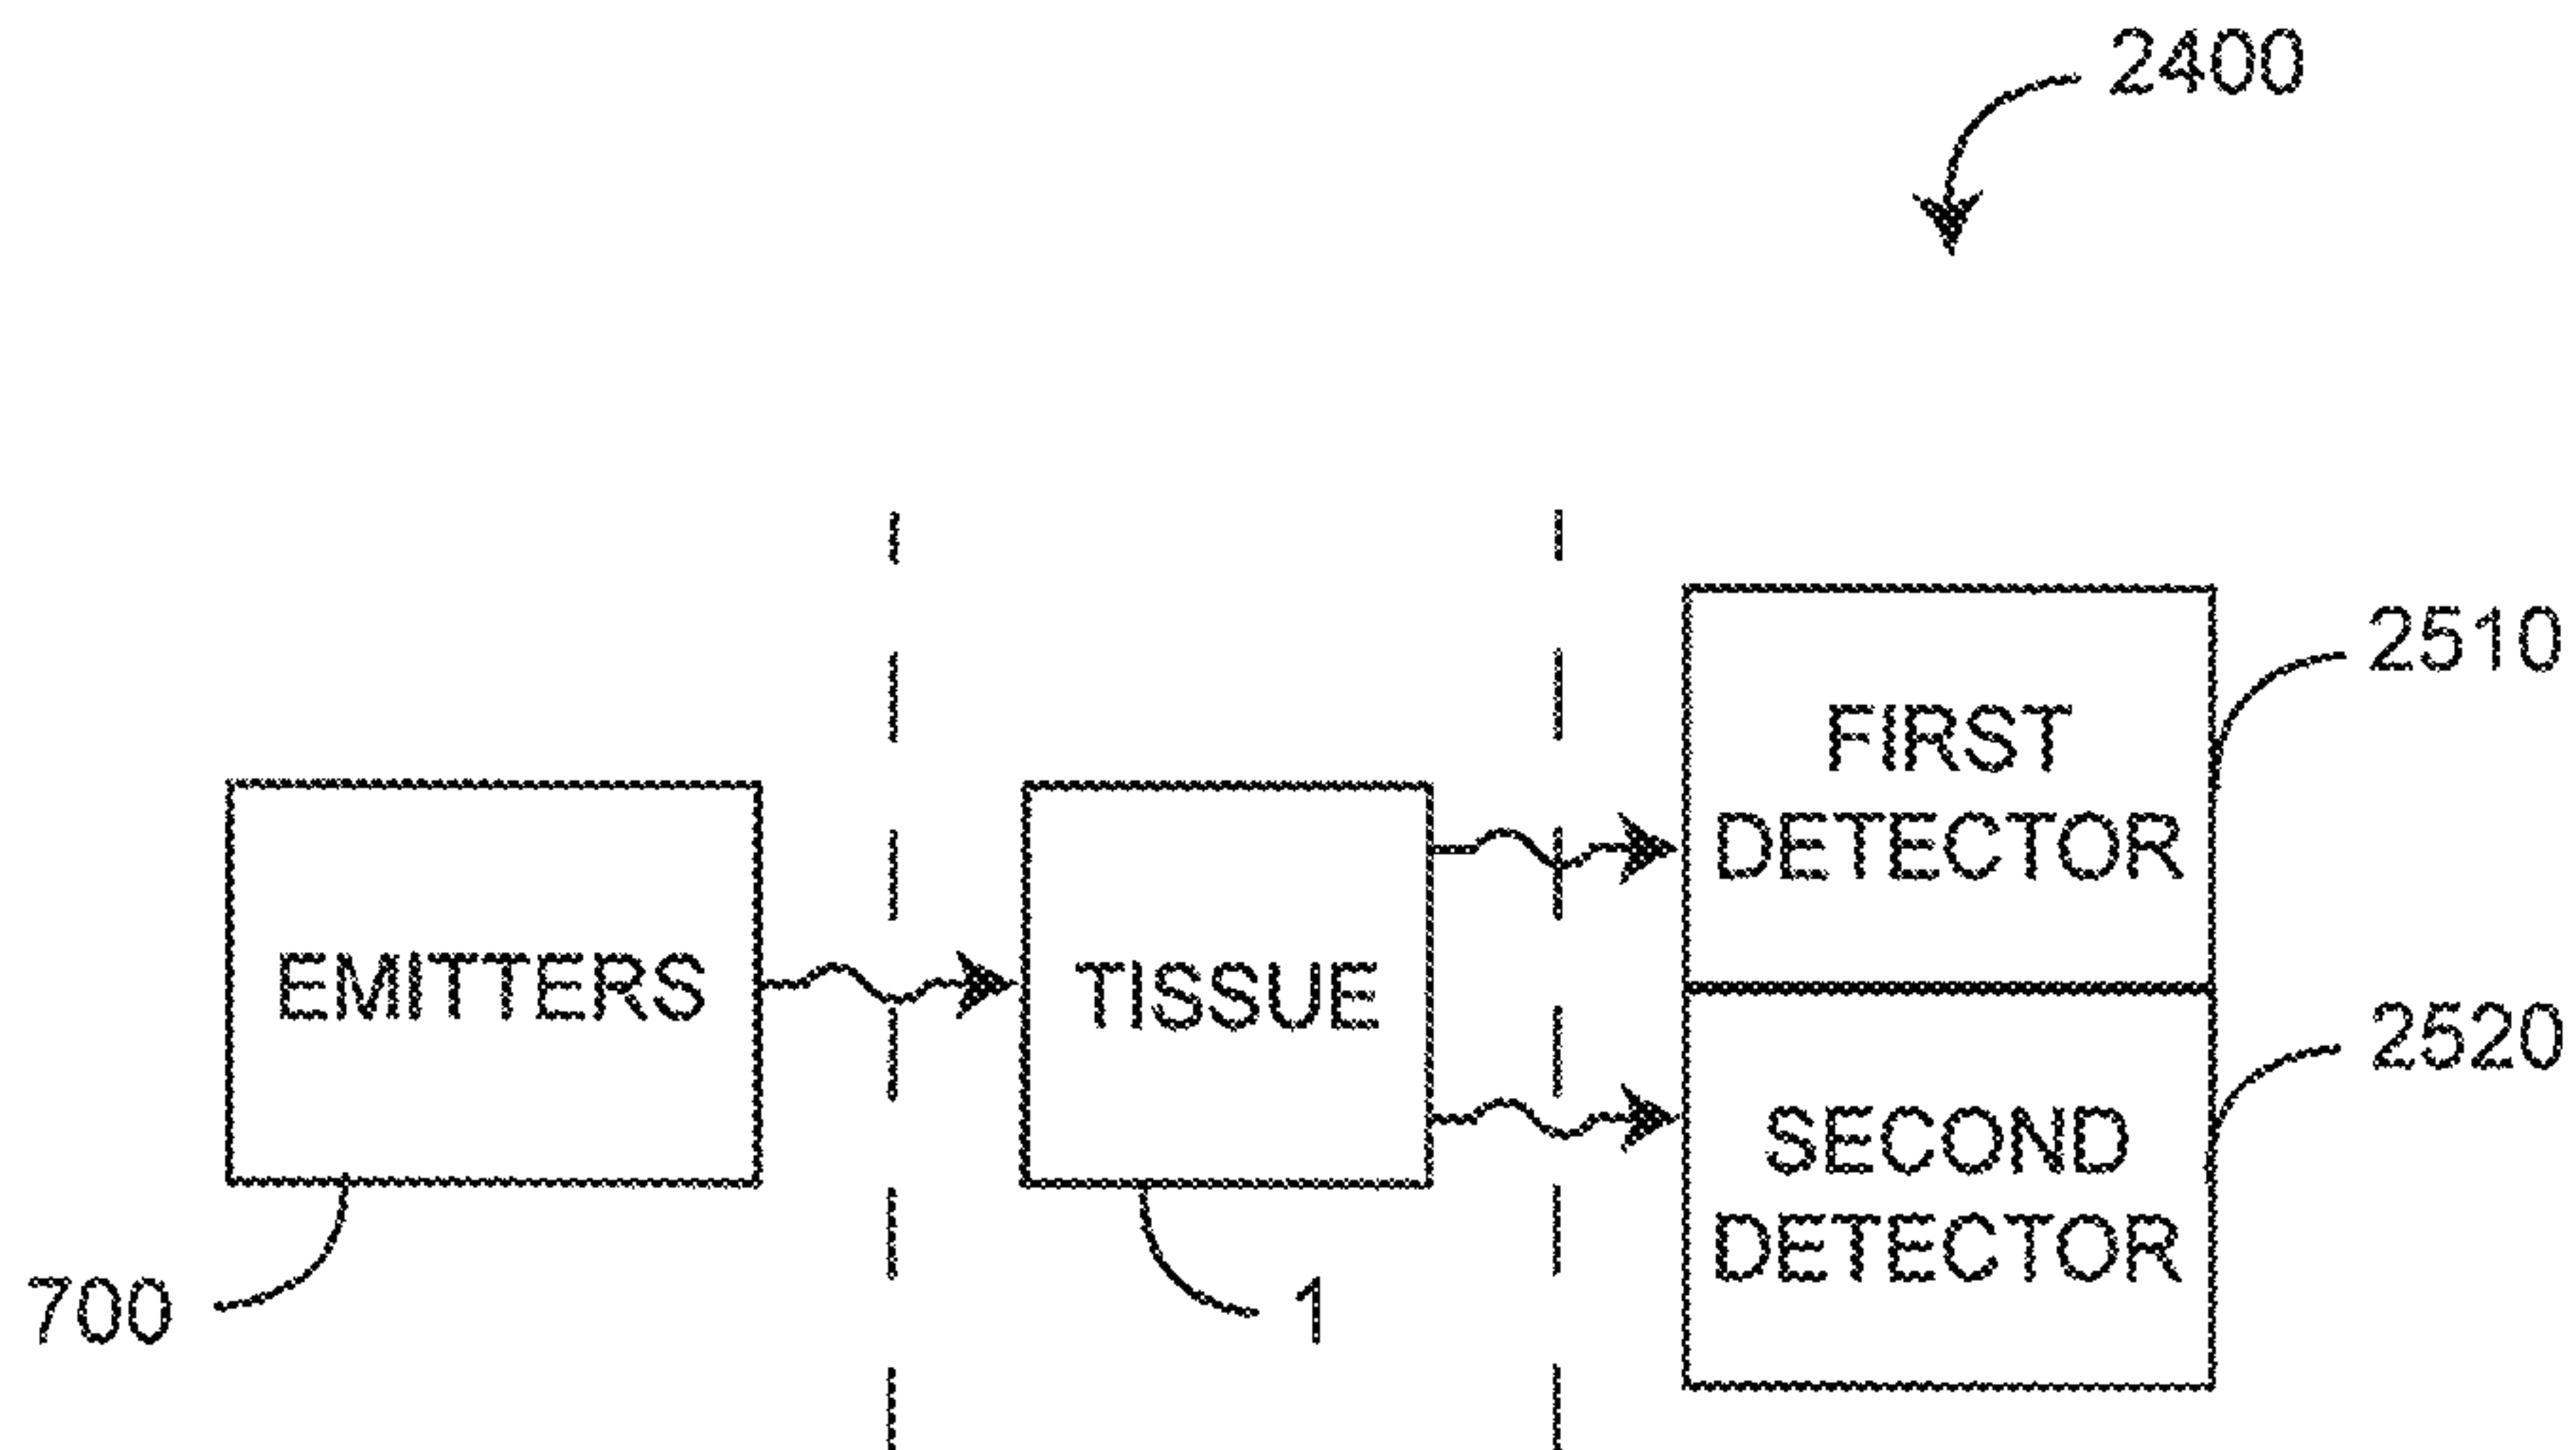 2400
2510
FIRST
DETECTOR
EMITTERS
TISSUE
2520
SECOND
DETECTOR
700
1